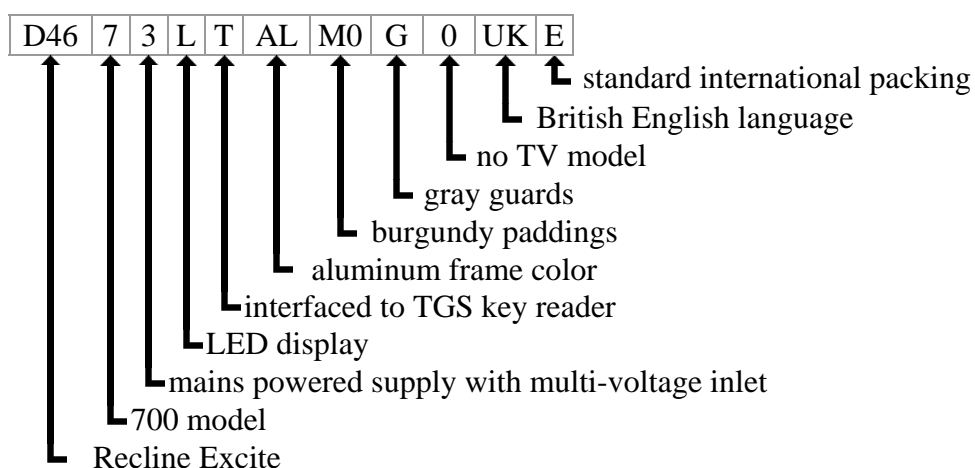 D46 7 3 L T AL M0 G 0 UK E
standard international packing
British English language
no TV model
gray guards
burgundy paddings
aluminum frame color
interfaced to TGS key reader
LED display
mains powered supply with multi-voltage inlet
700 model
Recline Excite